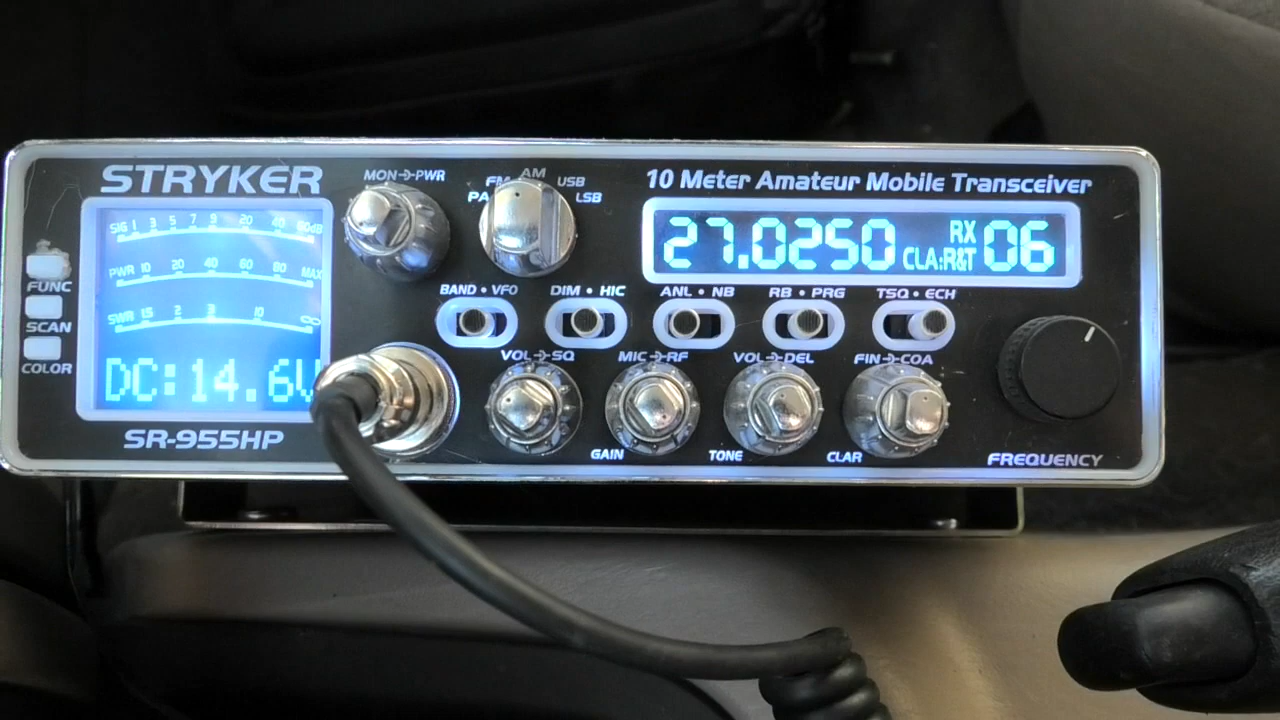 STRYKER
MON→PWR
PA FM AM USB LSB
10 Meter Amateur Mobile Transceiver
SIG 1 3 5 7 9 20 40 60dB
PWR 10 20 40 60 80 MAX
SWR 1.5 2 3 10 ∞
DC:14.6V
27.0250 CLA:R&T RX 06
FUNC
SCAN
COLOR
BAND • VFO
DIM • HIC
ANL • NB
RB • PRG
TSQ • ECH
VOL→SQ
MIC→RF
VOL→DEL
FIN→COA
GAIN
TONE
CLAR
FREQUENCY
SR-955HP